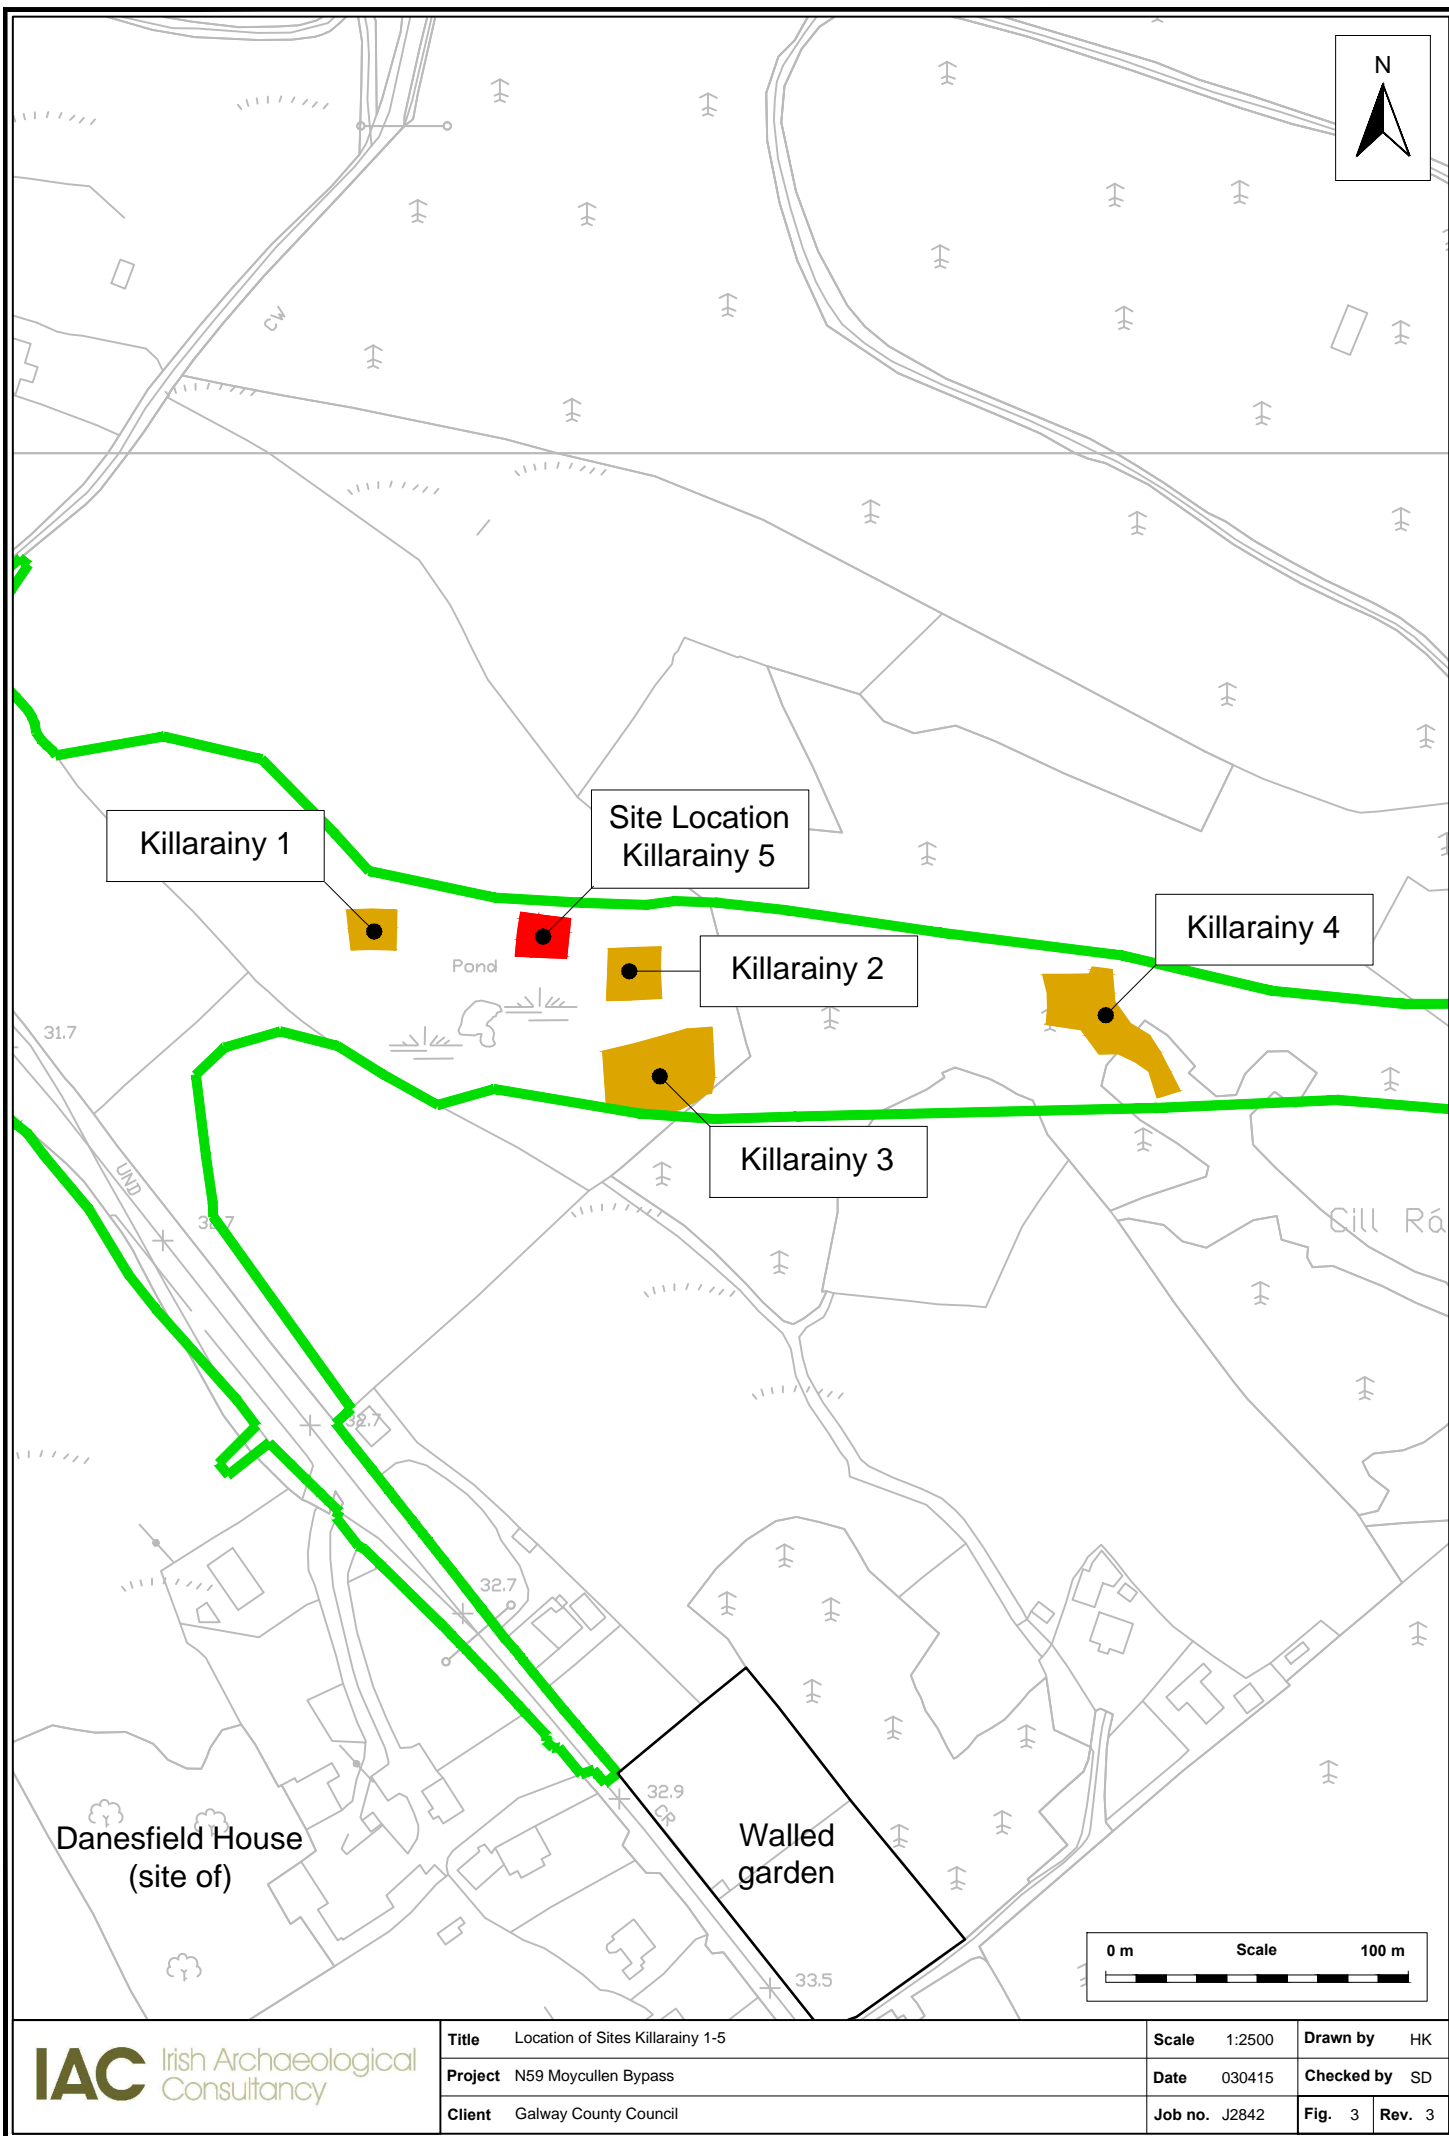 N
CW
Killarainy 1
Site Location
Killarainy 5
Killarainy 4
Killarainy 2
Pond
31.7
Killarainy 3
UND
Cill Rá
32.7
32.7
32.9
CR
Danesfield House
(site of)
Walled
garden
33.5
0 m Scale 100 m
IAC Irish Archaeological
Consultancy
Title Location of Sites Killarainy 1-5
Project N59 Moycullen Bypass
Client Galway County Council
Scale 1:2500
Date 030415
Job no. J2842
Drawn by HK
Checked by SD
Fig. 3 Rev. 3